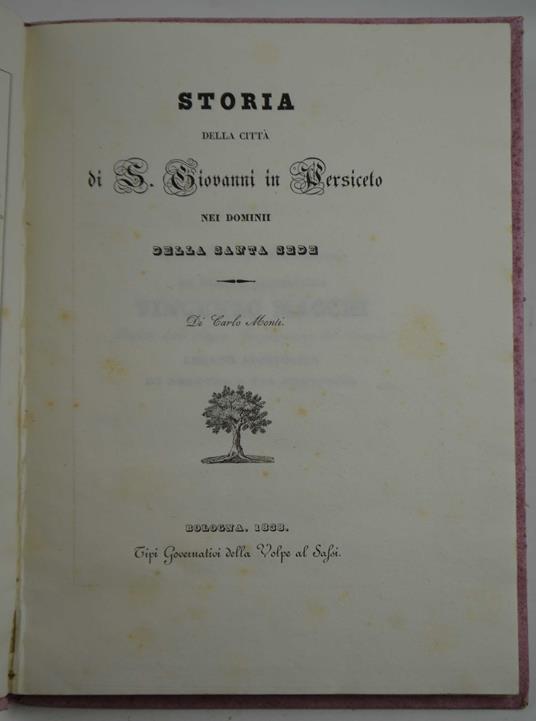 STORIA
DELLA CITTÀ
di S. Giovanni in Persiceto
NEI DOMINII
DELLA SANTA SEDE
Di Carlo Monti.
BOLOGNA. 1838.
Tipi Governativi della Volpe al Sassi.